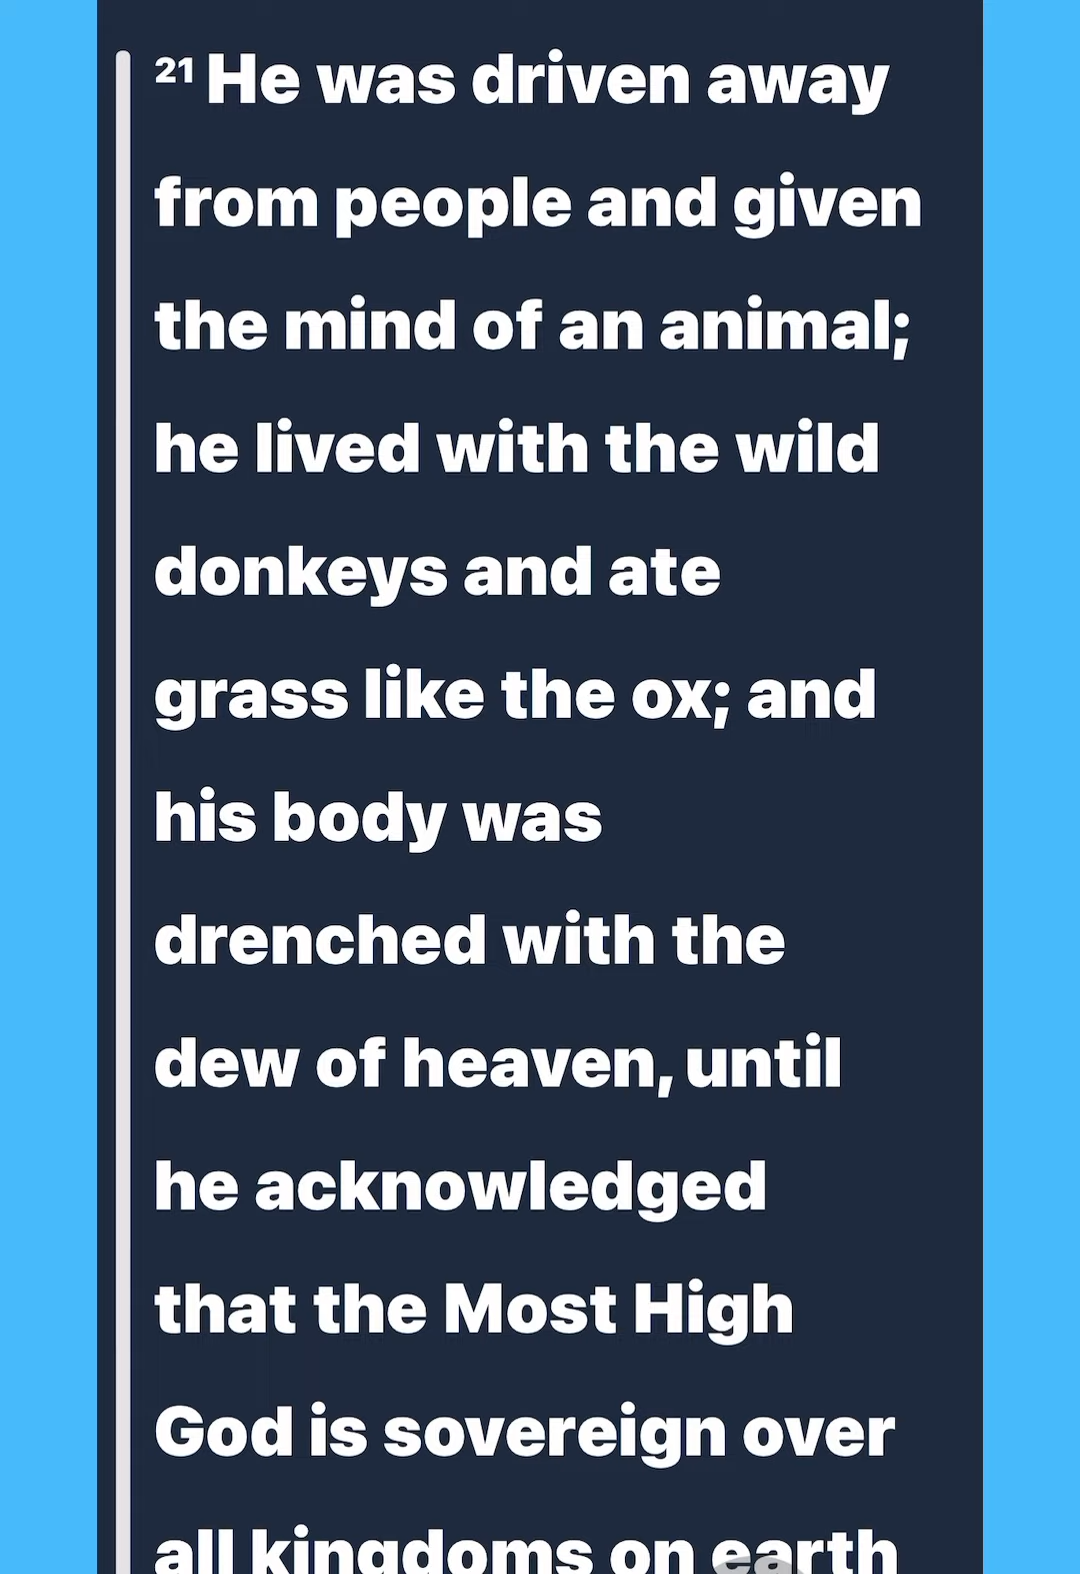 21 He was driven away
from people and given
the mind of an animal;
he lived with the wild
donkeys and ate
grass like the ox; and
his body was
drenched with the
dew of heaven, until
he acknowledged
that the Most High
God is sovereign over
all kingdoms on earth